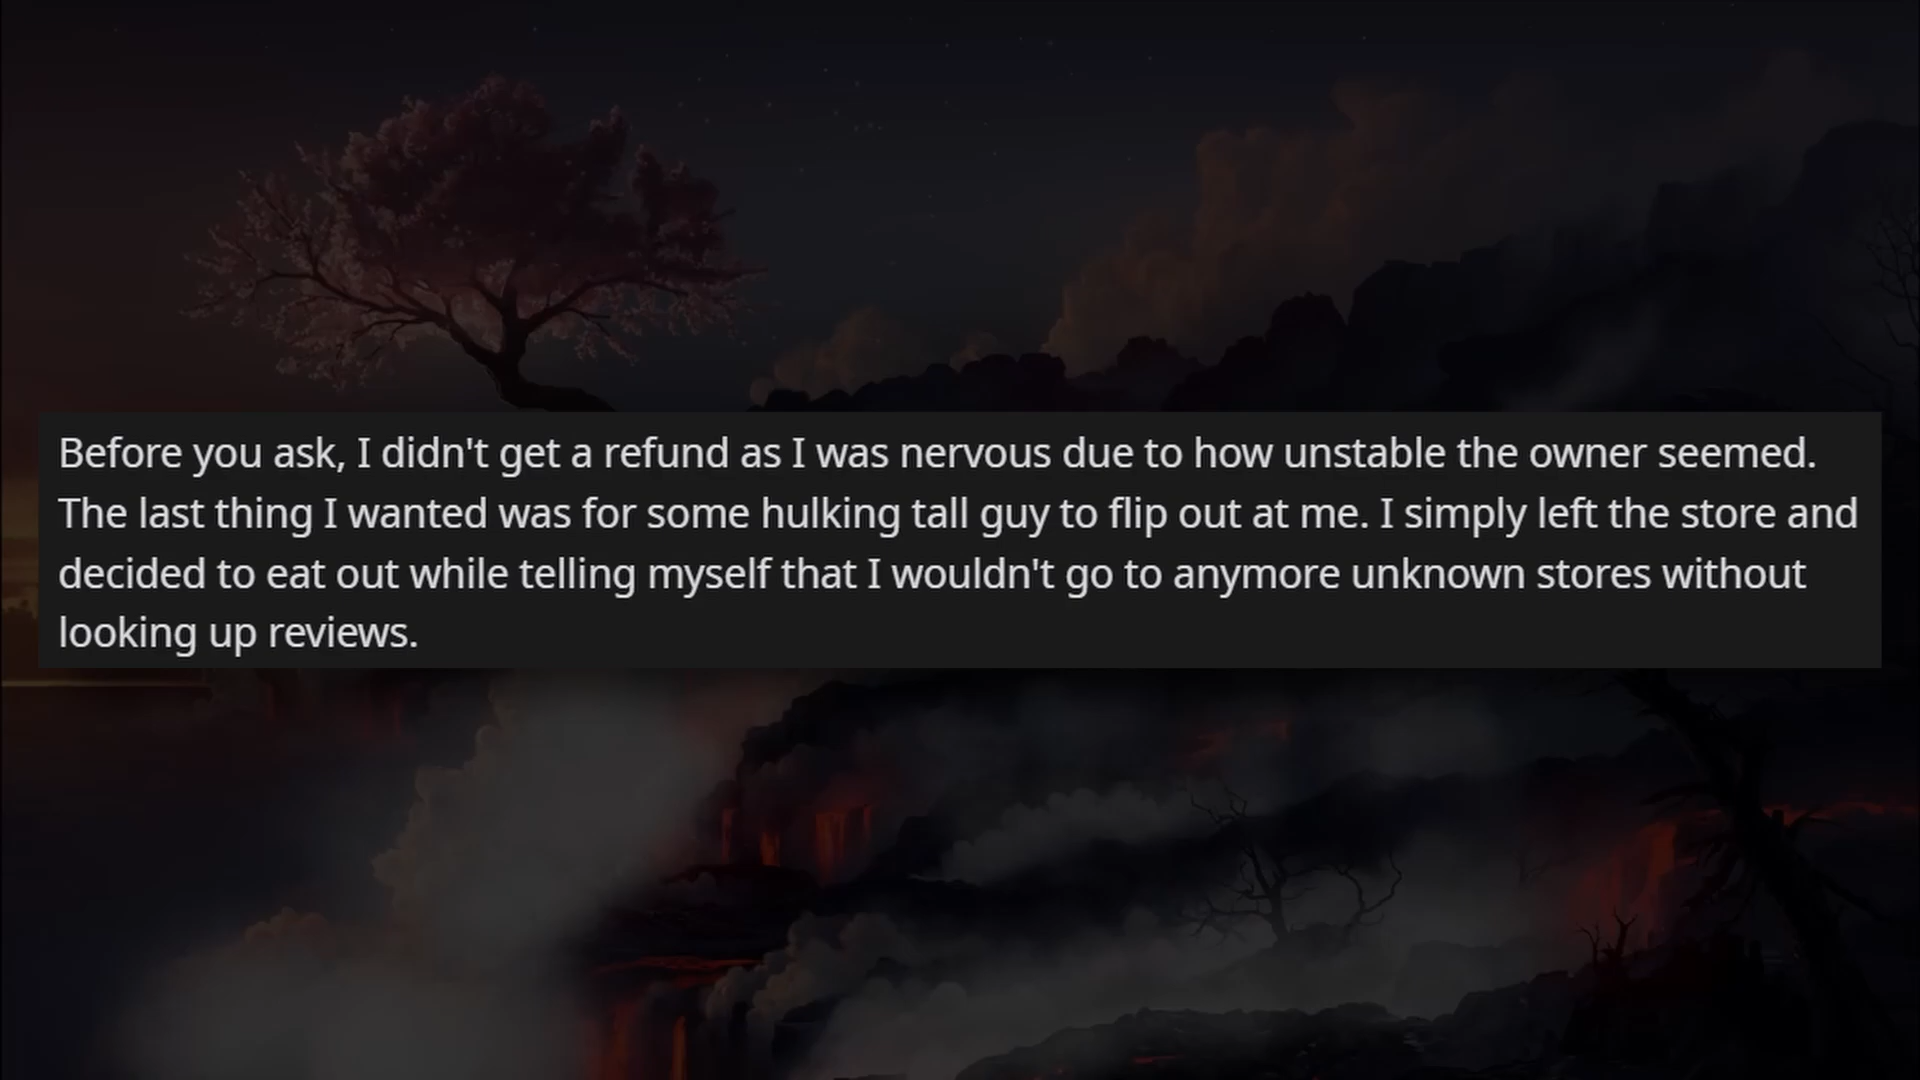 Before you ask, I didn't get a refund as I was nervous due to how unstable the owner seemed.
The last thing I wanted was for some hulking tall guy to flip out at me. I simply left the store and
decided to eat out while telling myself that I wouldn't go to anymore unknown stores without
looking up reviews.